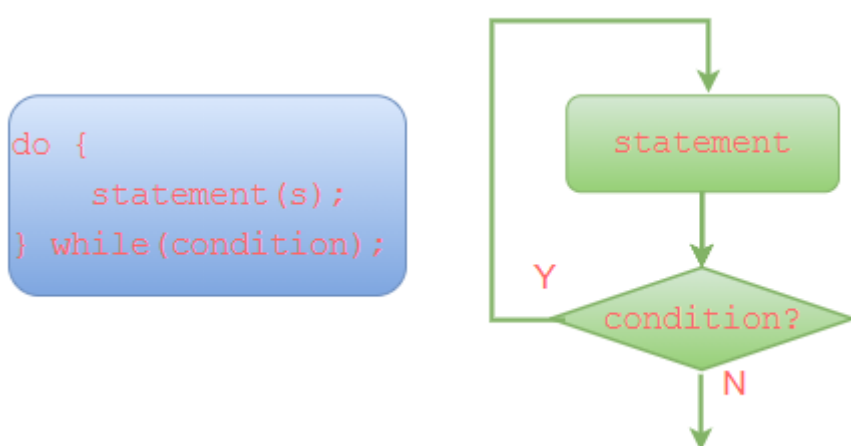 do {
    statement(s);
} while(condition);
statement
condition?
Y
N